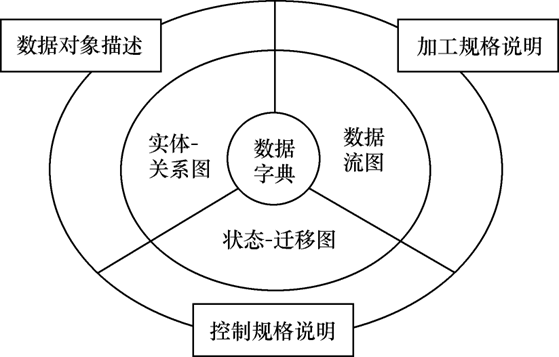 数据对象描述
加工规格说明
实体-
关系图
数据
字典
数据
流图
状态-迁移图
控制规格说明